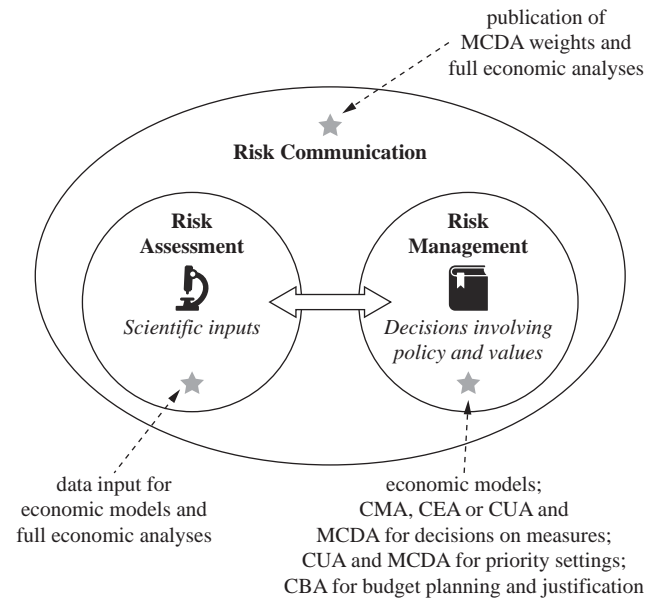 publication of
MCDA weights and
full economic analyses
Risk Communication
Risk
Assessment
Scientific inputs
Risk
Management
Decisions involving
policy and values
data input for
economic models and
full economic analyses
economic models;
CMA, CEA or CUA and
MCDA for decisions on measures;
CUA and MCDA for priority settings;
CBA for budget planning and justification